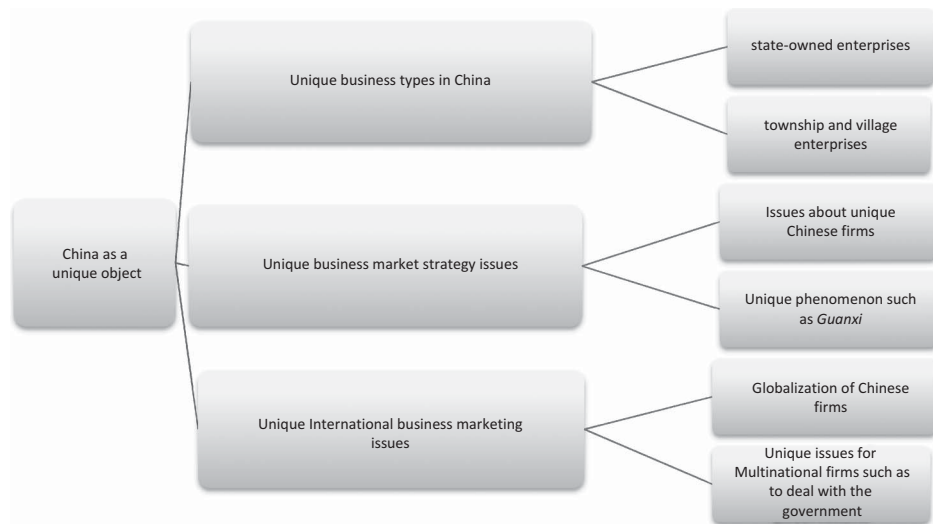 China as a
unique object
Unique business types in China
state-owned enterprises
township and village
enterprises
Unique business market strategy issues
Issues about unique
Chinese firms
Unique phenomenon such
as Guanxi
Unique International business marketing
issues
Globalization of Chinese
firms
Unique issues for
Multinational firms such as
to deal with the
government